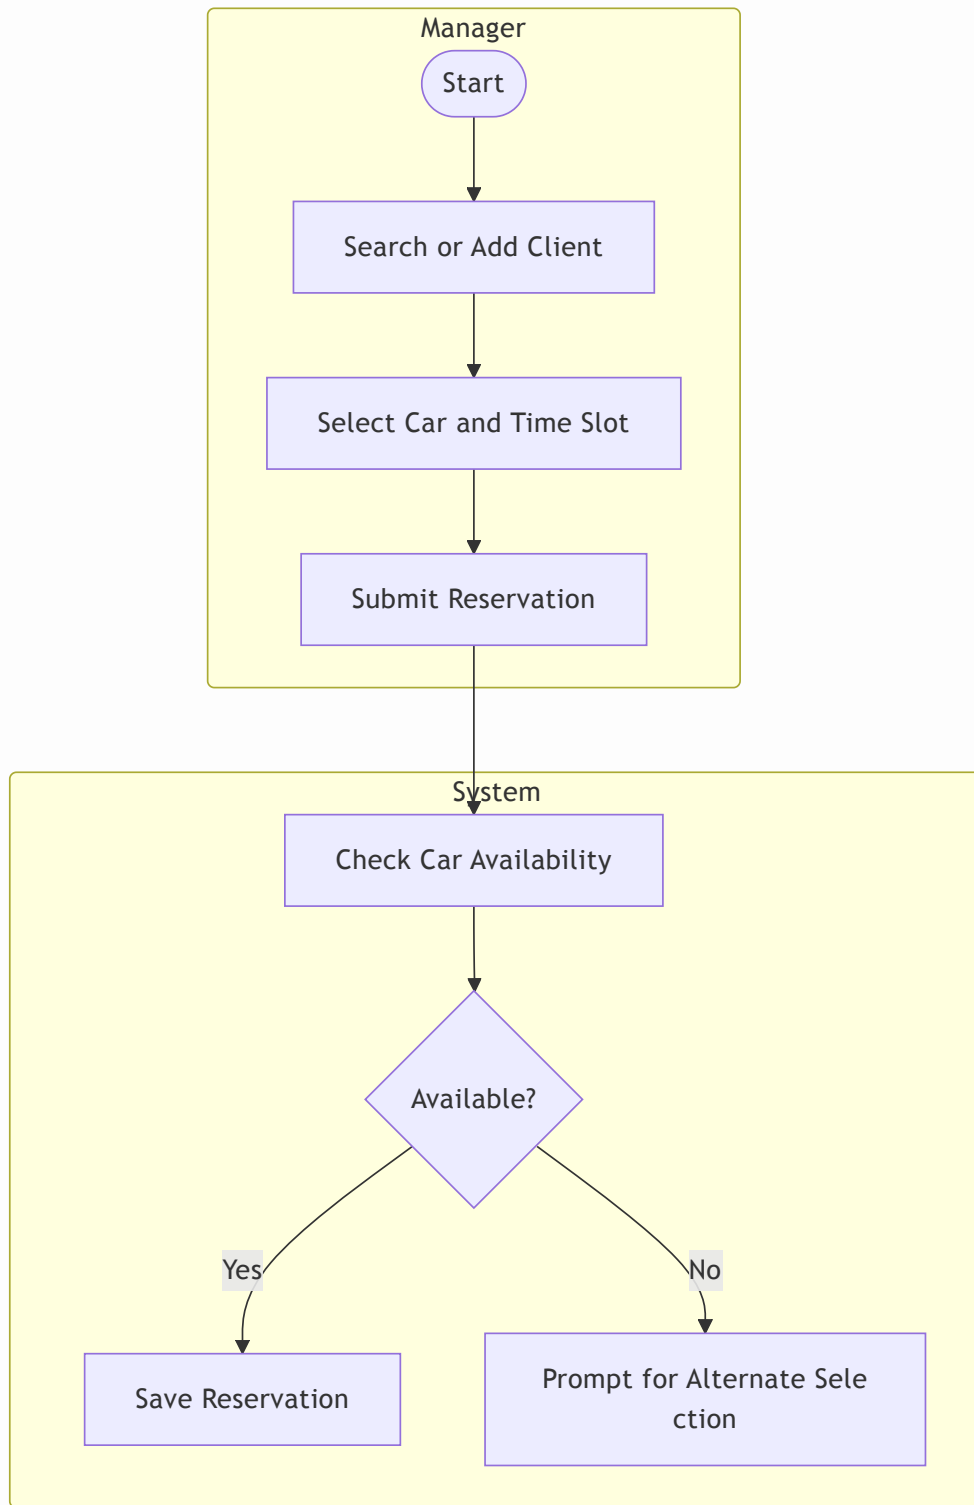 Manager
Start
Search or Add Client
Select Car and Time Slot
Submit Reservation
System
Check Car Availability
Available?
Yes
No
Save Reservation
Prompt for Alternate Sele
ction